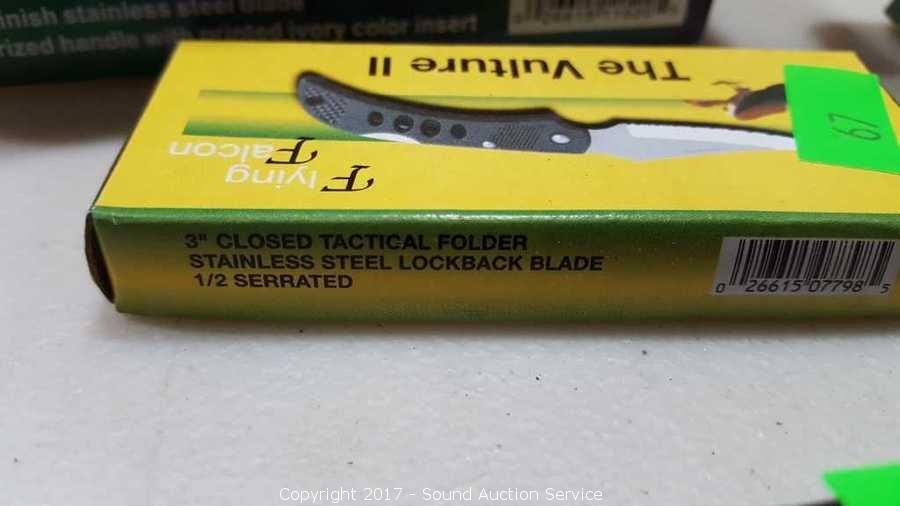 finish stainless steel blade
rized handle with printed ivory color insert
The Vulture II
Flying
Falcon
67
3" CLOSED TACTICAL FOLDER
STAINLESS STEEL LOCKBACK BLADE
1/2 SERRATED
0 26615 07798 5
Copyright 2017 - Sound Auction Service